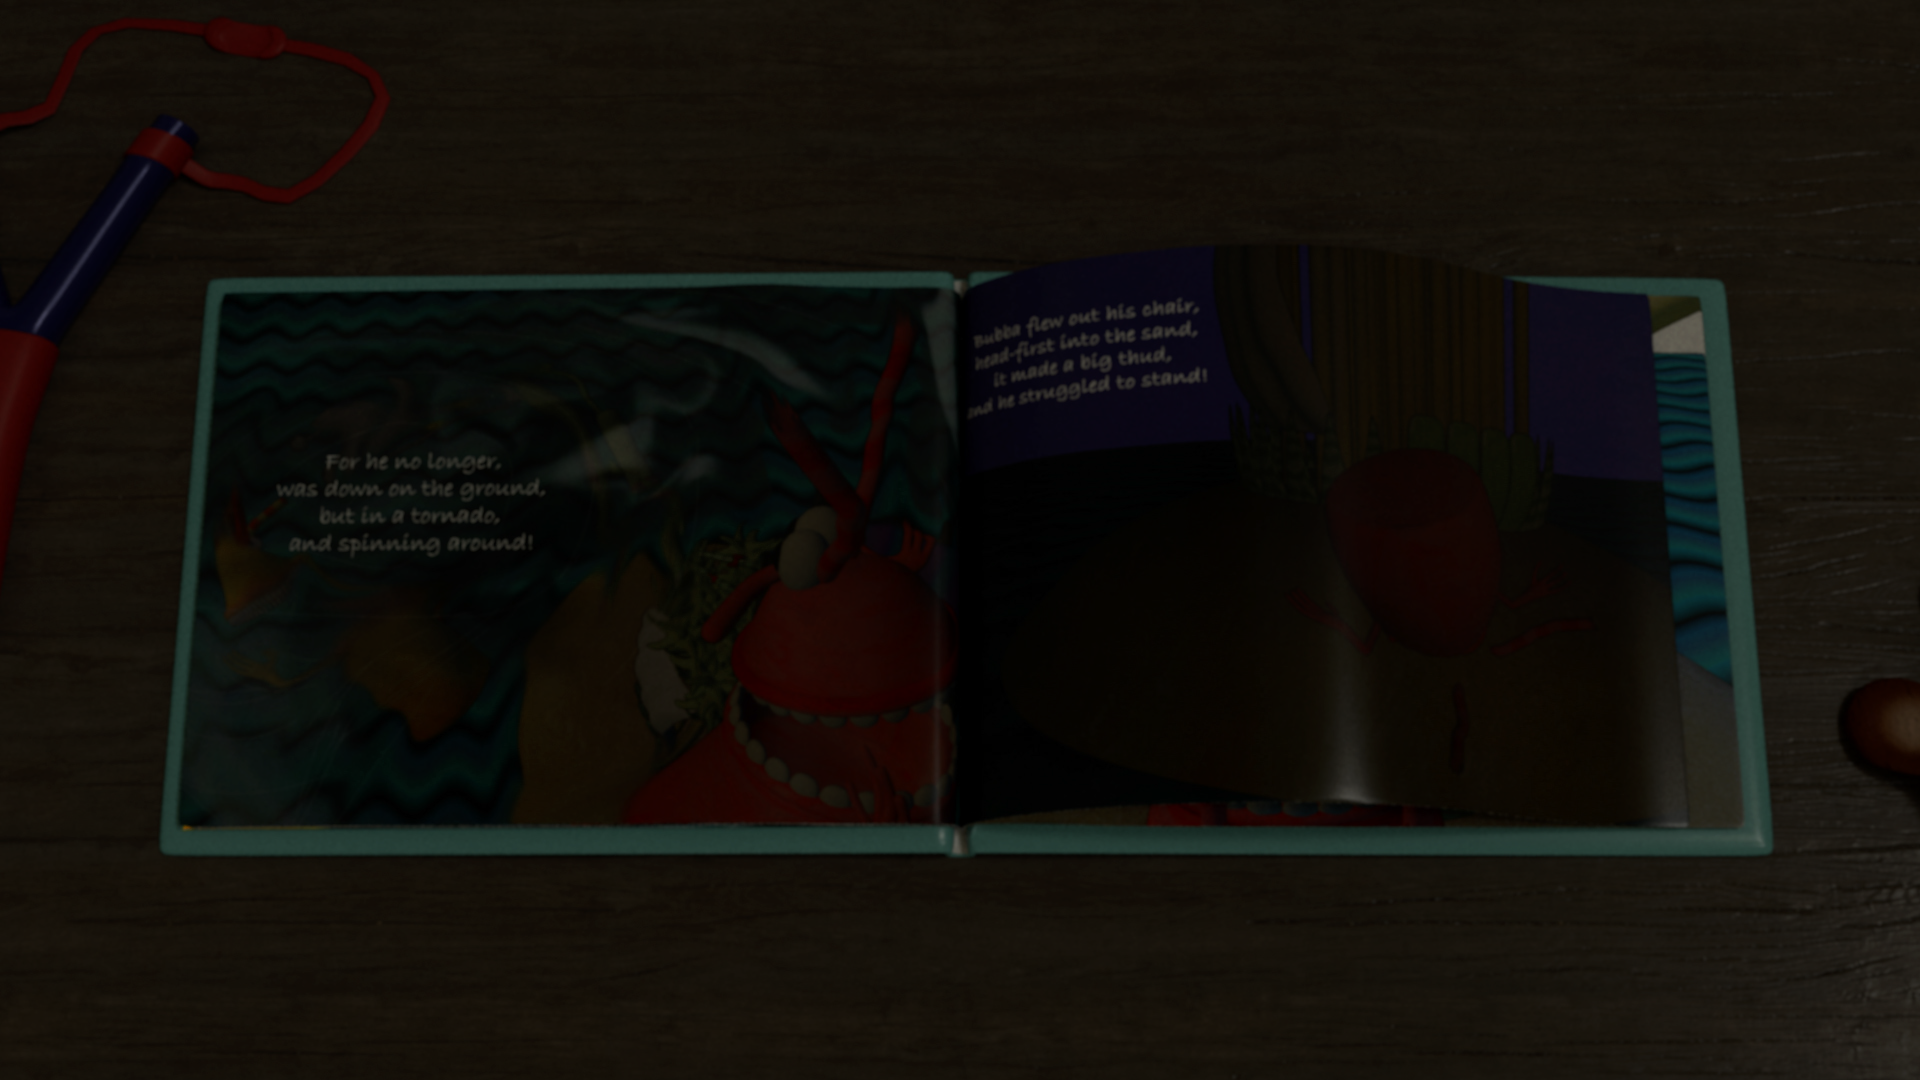 For he no longer,
was down on the ground,
but in a tornado,
and spinning around!
Bubba flew out his chair,
head-first into the sand,
it made a big thud,
and he struggled to stand!